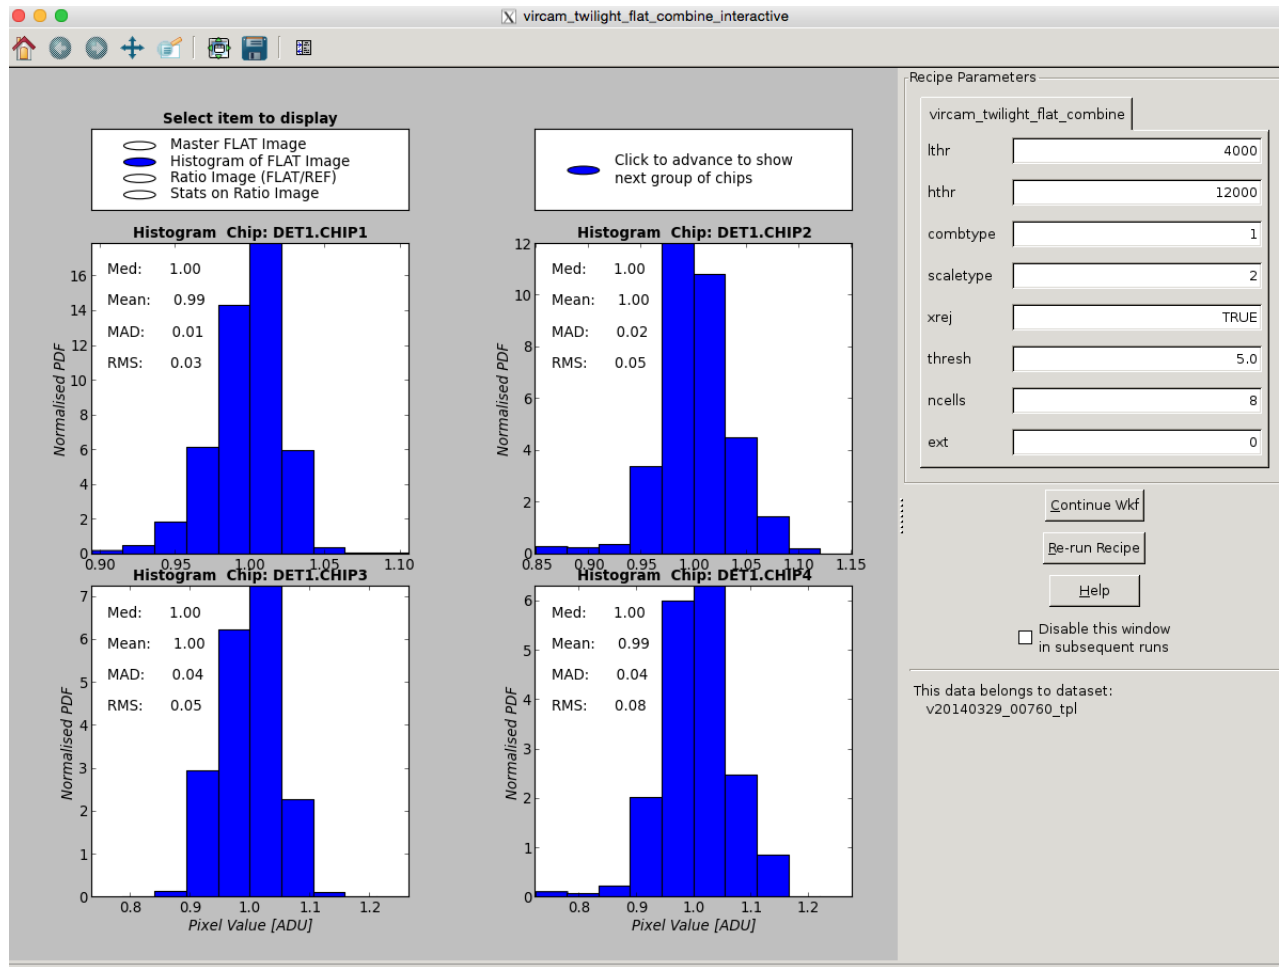 vircam_twilight_flat_combine_interactive
Select item to display
Master FLAT Image
Histogram of FLAT Image
Ratio Image (FLAT/REF)
Stats on Ratio Image
Click to advance to show
next group of chips
Histogram Chip: DET1.CHIP1
Med: 1.00
Mean: 0.99
MAD: 0.01
RMS: 0.03
Normalised PDF
16
14
12
10
8
6
4
2
0
0.90 0.95 1.00 1.05 1.10
Histogram Chip: DET1.CHIP2
Med: 1.00
Mean: 1.00
MAD: 0.02
RMS: 0.05
Normalised PDF
12
10
8
6
4
2
0
0.85 0.90 0.95 1.00 1.05 1.10 1.15
Histogram Chip: DET1.CHIP3
Med: 1.00
Mean: 1.00
MAD: 0.04
RMS: 0.05
Normalised PDF
7
6
5
4
3
2
1
0
0.8 0.9 1.0 1.1 1.2
Pixel Value [ADU]
Histogram Chip: DET1.CHIP4
Med: 1.00
Mean: 0.99
MAD: 0.04
RMS: 0.08
Normalised PDF
6
5
4
3
2
1
0
0.8 0.9 1.0 1.1 1.2
Pixel Value [ADU]
Recipe Parameters
vircam_twilight_flat_combine
lthr 4000
hthr 12000
combtype 1
scaletype 2
xrej TRUE
thresh 5.0
ncells 8
ext 0
Continue Wkf
Re-run Recipe
Help
Disable this window
in subsequent runs
This data belongs to dataset:
v20140329_00760_tpl